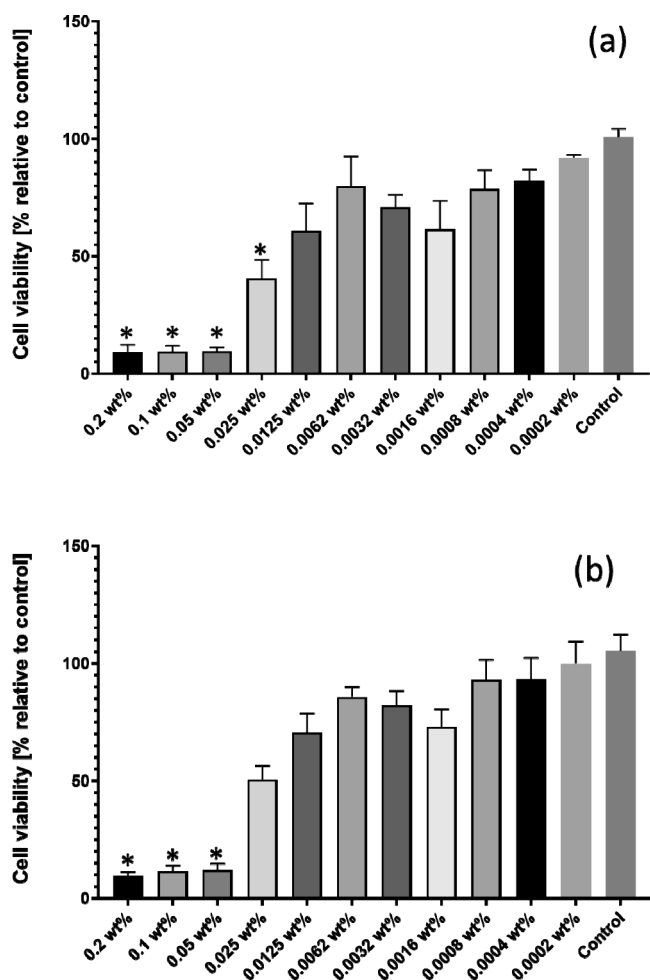 (a)
Cell viability [% relative to control]
150
100
50
0
*
*
*
*
0.2 wt%
0.1 wt%
0.05 wt%
0.025 wt%
0.0125 wt%
0.0062 wt%
0.0032 wt%
0.0016 wt%
0.0008 wt%
0.0004 wt%
0.0002 wt%
Control
(b)
Cell viability [% relative to control]
150
100
50
0
*
*
*
0.2 wt%
0.1 wt%
0.05 wt%
0.025 wt%
0.0125 wt%
0.0062 wt%
0.0032 wt%
0.0016 wt%
0.0008 wt%
0.0004 wt%
0.0002 wt%
Control